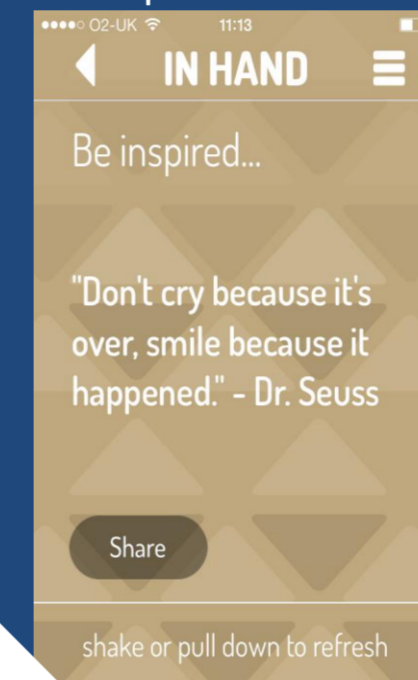 O2-UK 11:13
IN HAND
Be inspired...
"Don't cry because it's
over, smile because it
happened." - Dr. Seuss
Share
shake or pull down to refresh